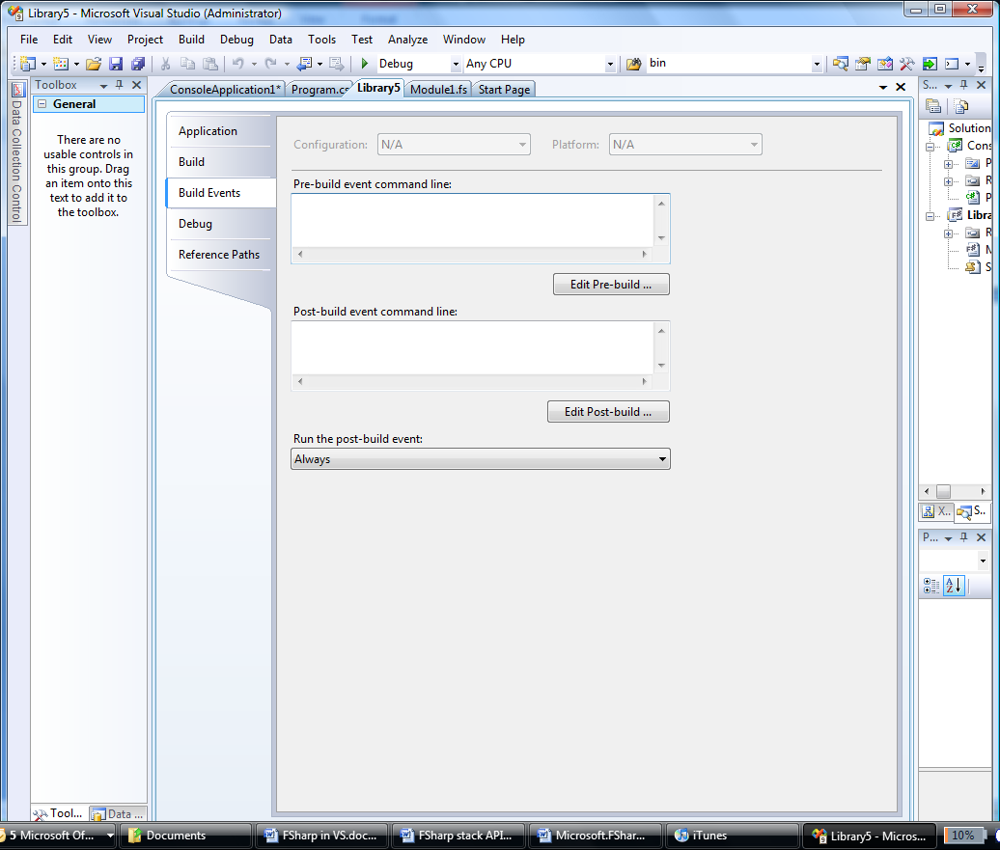 Library5 - Microsoft Visual Studio (Administrator)
File Edit View Project Build Debug Data Tools Test Analyze Window Help
Debug Any CPU bin
Toolbox
ConsoleApplication1* Program.cs Library5 Module1.fs Start Page
S...
Data Collection Control
General
There are no
usable controls in
this group. Drag
an item onto this
text to add it to
the toolbox.
Application
Build
Build Events
Debug
Reference Paths
Configuration: N/A Platform: N/A
Pre-build event command line:
Edit Pre-build ...
Post-build event command line:
Edit Post-build ...
Run the post-build event:
Always
Solution
Cons
P
R
P
Libra
R
M
S
X... S...
P...
Tool... Data ...
5 Microsoft Of... Documents FSharp in VS.doc... FSharp stack API... Microsoft.FShar... iTunes Library5 - Micros... 10%